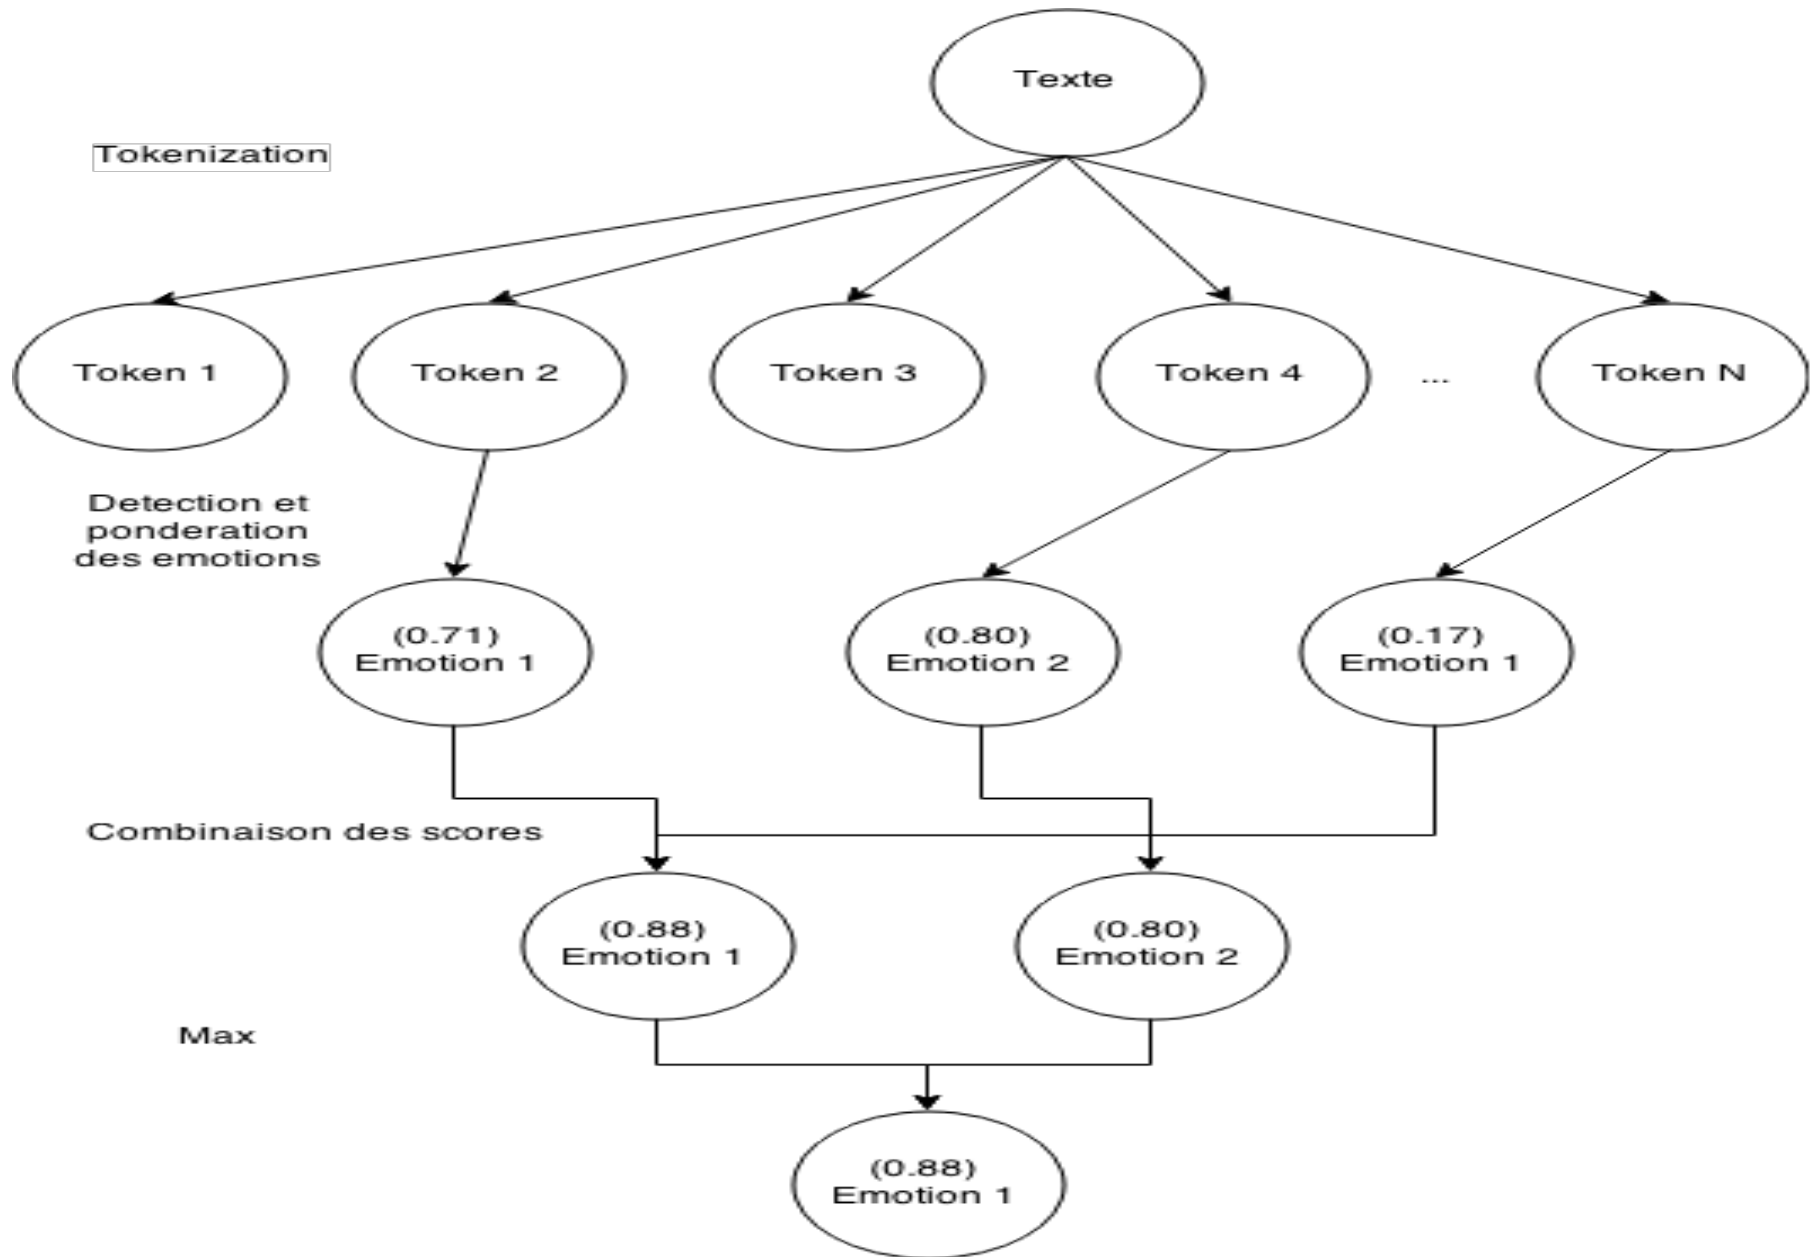 Texte
Tokenization
Token 1
Token 2
Token 3
Token 4
...
Token N
Detection et
ponderation
des emotions
(0.71)
Emotion 1
(0.80)
Emotion 2
(0.17)
Emotion 1
Combinaison des scores
(0.88)
Emotion 1
(0.80)
Emotion 2
Max
(0.88)
Emotion 1